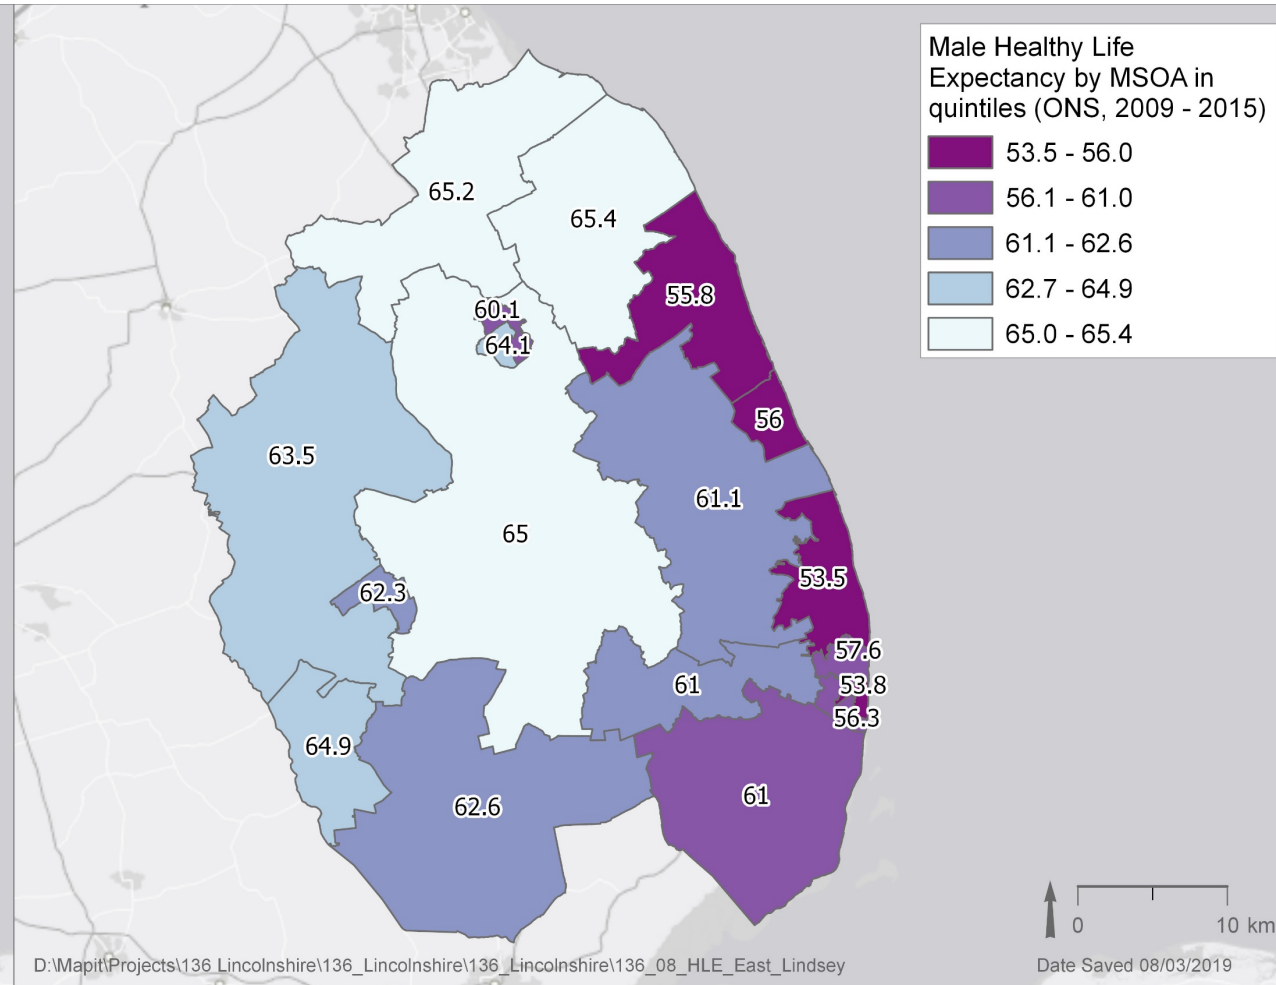 Male Healthy Life
Expectancy by MSOA in
quintiles (ONS, 2009 - 2015)
53.5 - 56.0
56.1 - 61.0
61.1 - 62.6
62.7 - 64.9
65.0 - 65.4
65.2
65.4
55.8
60.1
64.1
56
63.5
61.1
65
53.5
62.3
57.6
61
53.8
56.3
64.9
61
62.6
0 10 km
D:\Mapit\Projects\136 Lincolnshire\136_Lincolnshire\136_Lincolnshire\136_08_HLE_East_Lindsey
Date Saved 08/03/2019